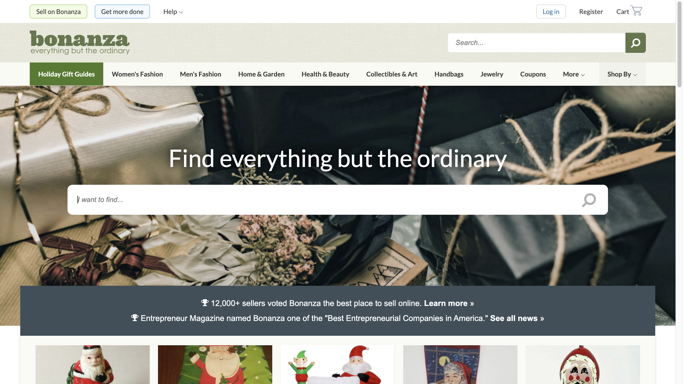 Sell on Bonanza Get more done Help Log in Register Cart
bonanza
everything but the ordinary
Search...
Holiday Gift Guides Women's Fashion Men's Fashion Home & Garden Health & Beauty Collectibles & Art Handbags Jewelry Coupons More Shop By
Find everything but the ordinary
I want to find...
12,000+ sellers voted Bonanza the best place to sell online. Learn more »
Entrepreneur Magazine named Bonanza one of the "Best Entrepreneurial Companies in America." See all news »